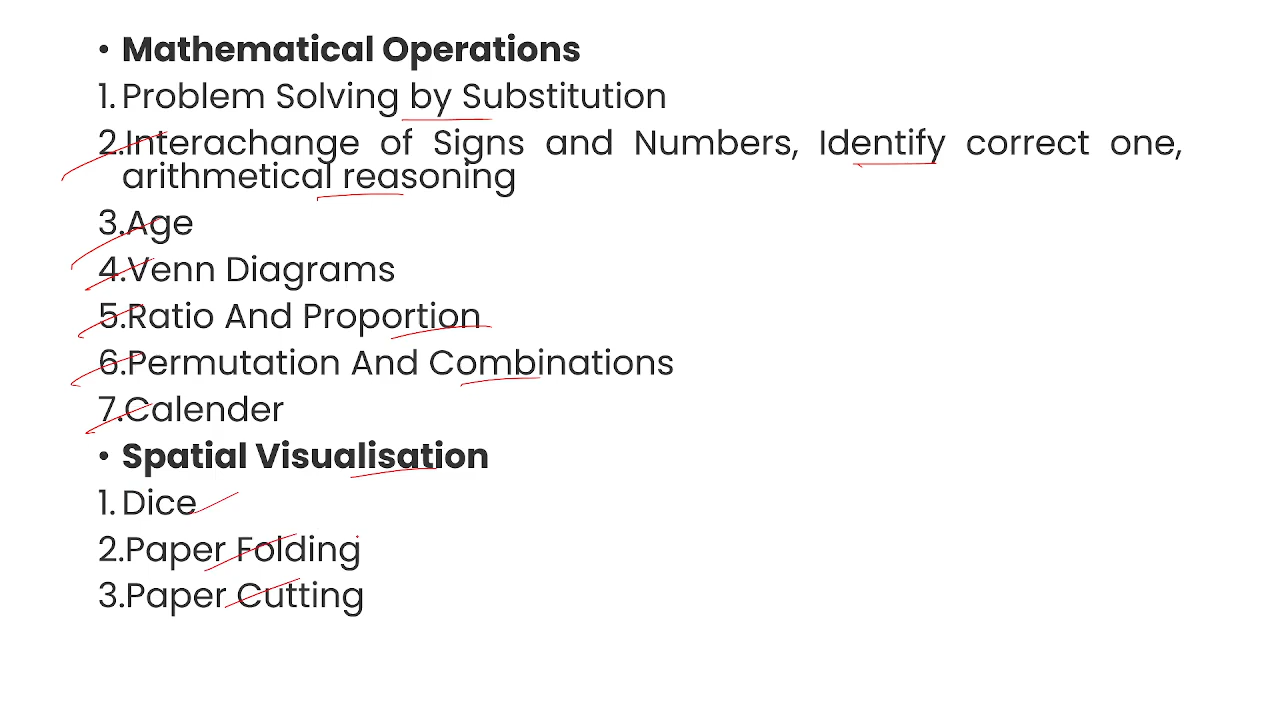 • Mathematical Operations
1. Problem Solving by Substitution
2. Interachange of Signs and Numbers, Identify correct one,
arithmetical reasoning
3. Age
4. Venn Diagrams
5. Ratio And Proportion
6. Permutation And Combinations
7. Calender
• Spatial Visualisation
1. Dice
2. Paper Folding
3. Paper Cutting